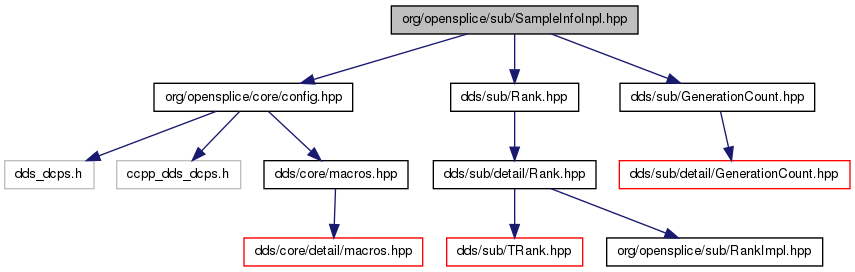 org/opensplice/sub/SampleInfoInpl.hpp
org/opensplice/core/config.hpp
dds/sub/Rank.hpp
dds/sub/GenerationCount.hpp
dds_dcps.h
ccpp_dds_dcps.h
dds/core/macros.hpp
dds/sub/detail/Rank.hpp
dds/sub/detail/GenerationCount.hpp
dds/core/detail/macros.hpp
dds/sub/TRank.hpp
org/opensplice/sub/RankImpl.hpp